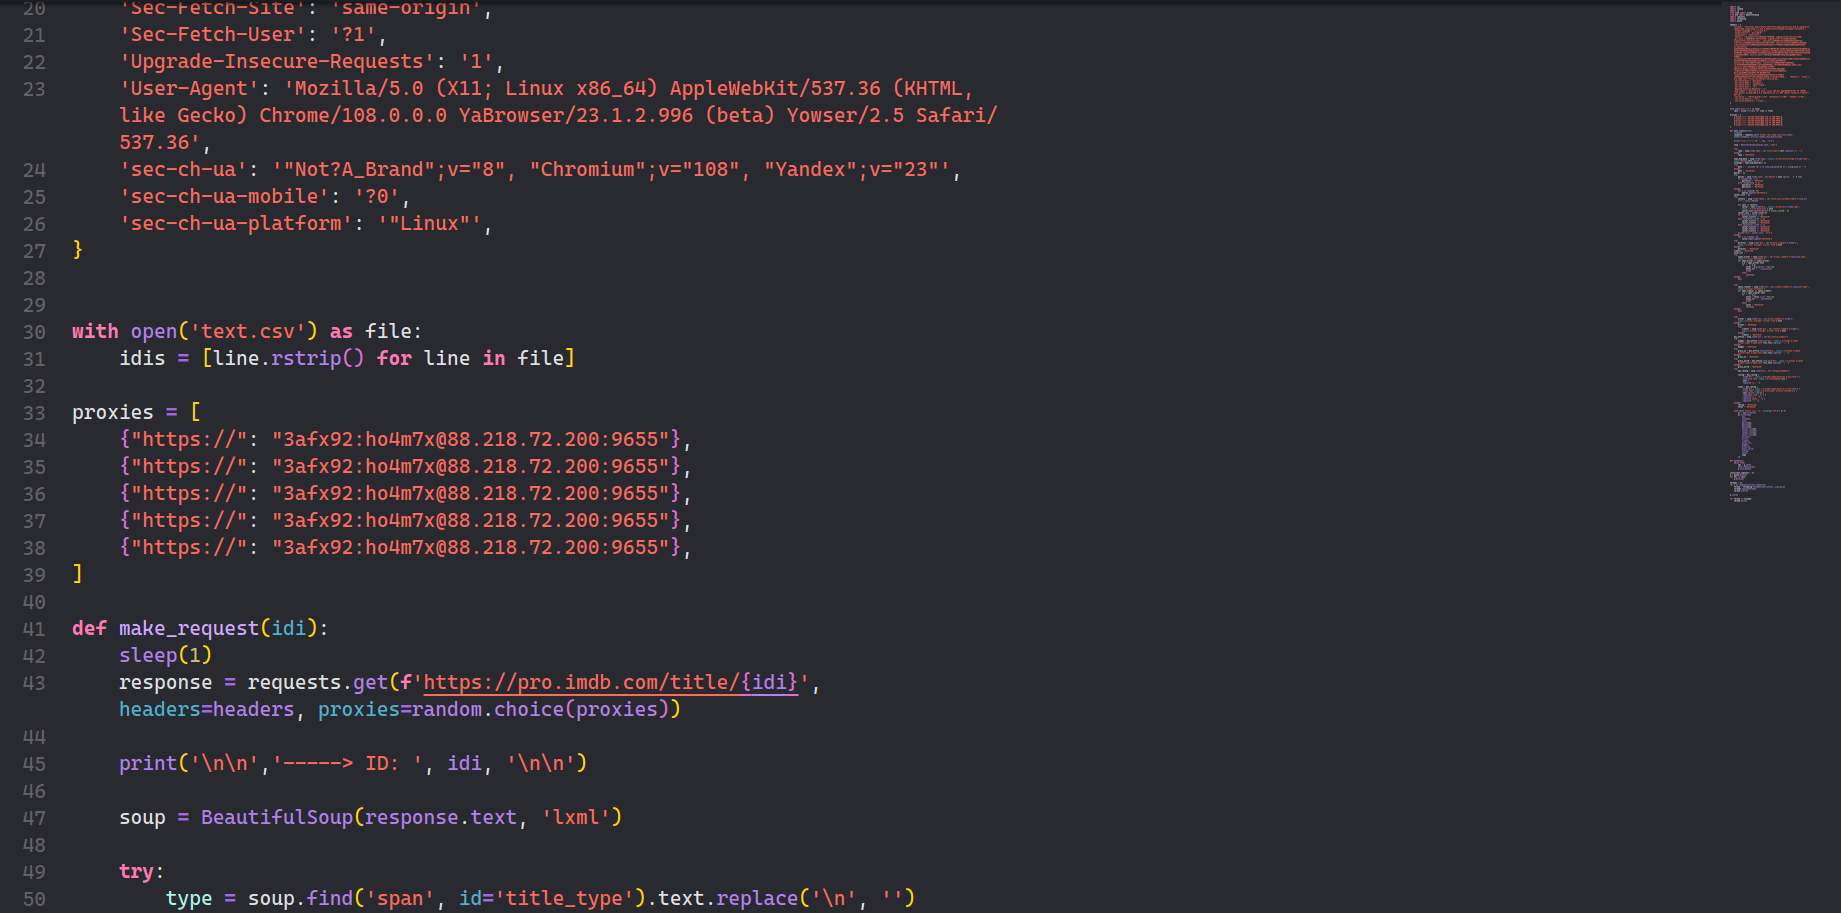 20 'Sec-Fetch-Site': 'same-origin',
21 'Sec-Fetch-User': '?1',
22 'Upgrade-Insecure-Requests': '1',
23 'User-Agent': 'Mozilla/5.0 (X11; Linux x86_64) AppleWebKit/537.36 (KHTML,
like Gecko) Chrome/108.0.0.0 YaBrowser/23.1.2.996 (beta) Yowser/2.5 Safari/
537.36',
24 'sec-ch-ua': '"Not?A_Brand";v="8", "Chromium";v="108", "Yandex";v="23"',
25 'sec-ch-ua-mobile': '?0',
26 'sec-ch-ua-platform': '"Linux"',
27 }
28
29
30 with open('text.csv') as file:
31 idis = [line.rstrip() for line in file]
32
33 proxies = [
34 {"https://": "3afx92:ho4m7x@88.218.72.200:9655"},
35 {"https://": "3afx92:ho4m7x@88.218.72.200:9655"},
36 {"https://": "3afx92:ho4m7x@88.218.72.200:9655"},
37 {"https://": "3afx92:ho4m7x@88.218.72.200:9655"},
38 {"https://": "3afx92:ho4m7x@88.218.72.200:9655"},
39 ]
40
41 def make_request(idi):
42 sleep(1)
43 response = requests.get(f'https://pro.imdb.com/title/{idi}',
headers=headers, proxies=random.choice(proxies))
44
45 print('\n\n','-----> ID: ', idi, '\n\n')
46
47 soup = BeautifulSoup(response.text, 'lxml')
48
49 try:
50 type = soup.find('span', id='title_type').text.replace('\n', '')